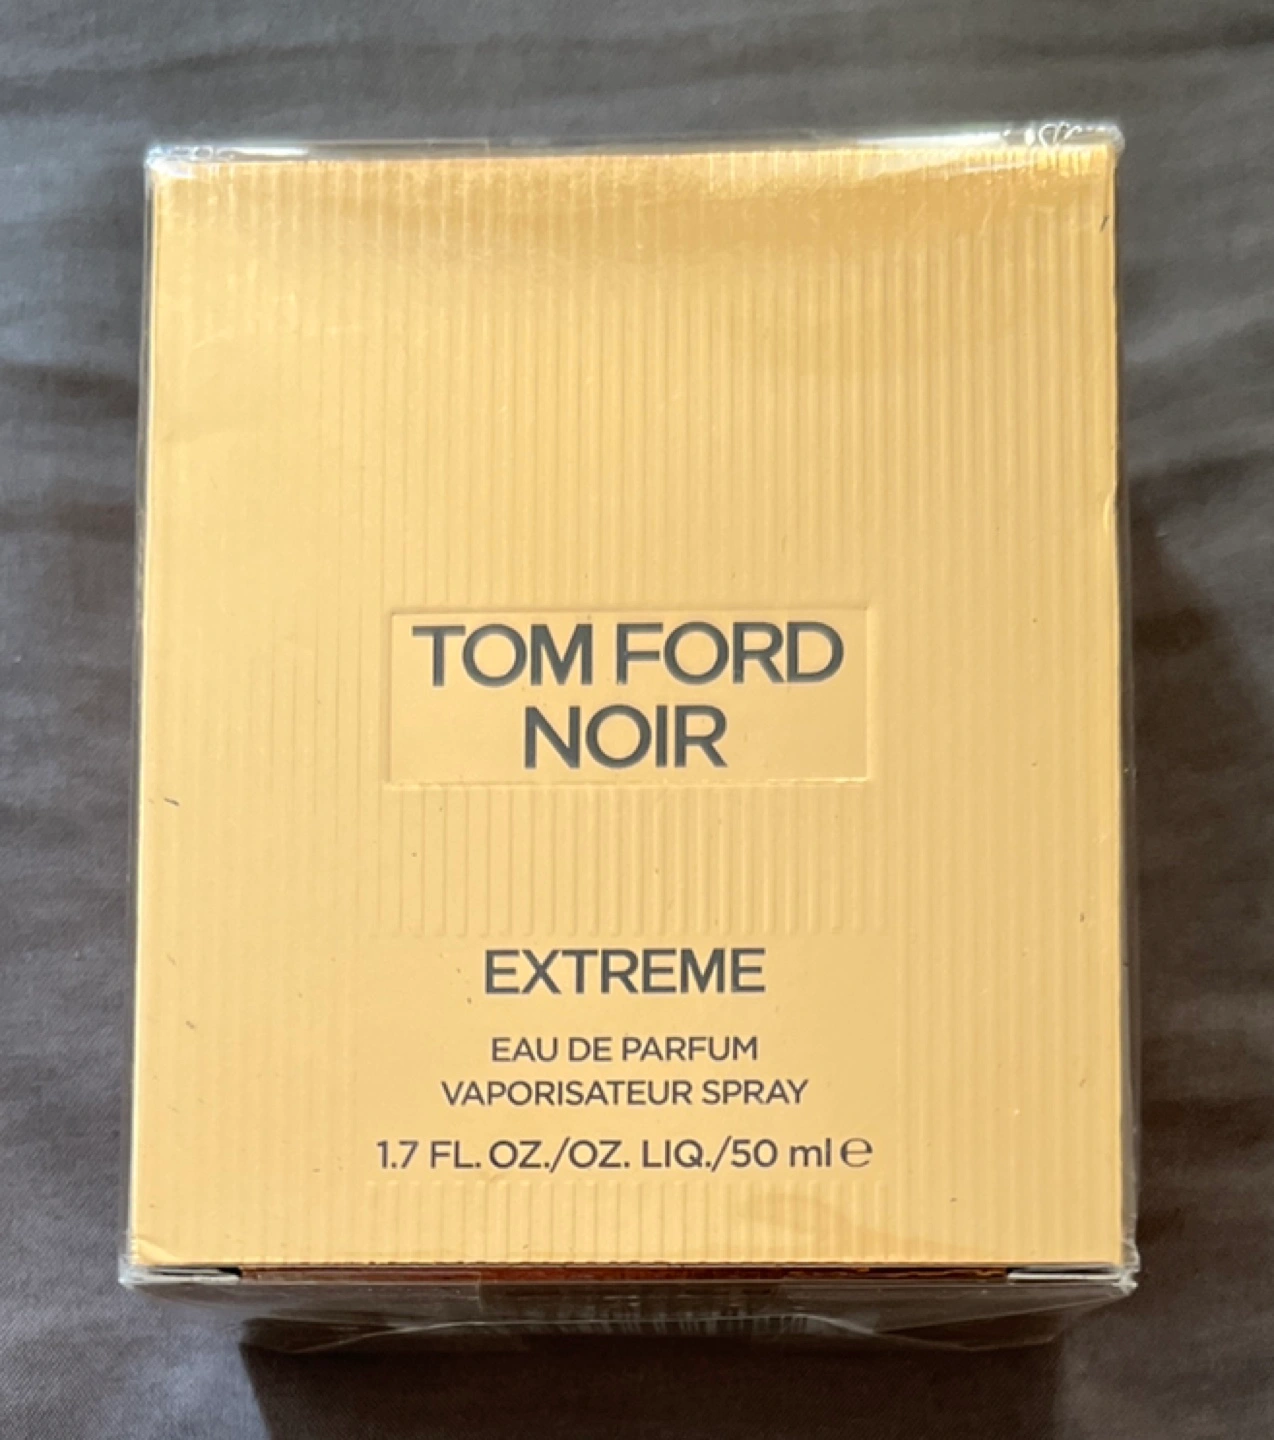 TOM FORD
NOIR
EXTREME
EAU DE PARFUM
VAPORISATEUR SPRAY
1.7 FL. OZ./OZ. LIQ./50 ml ℮